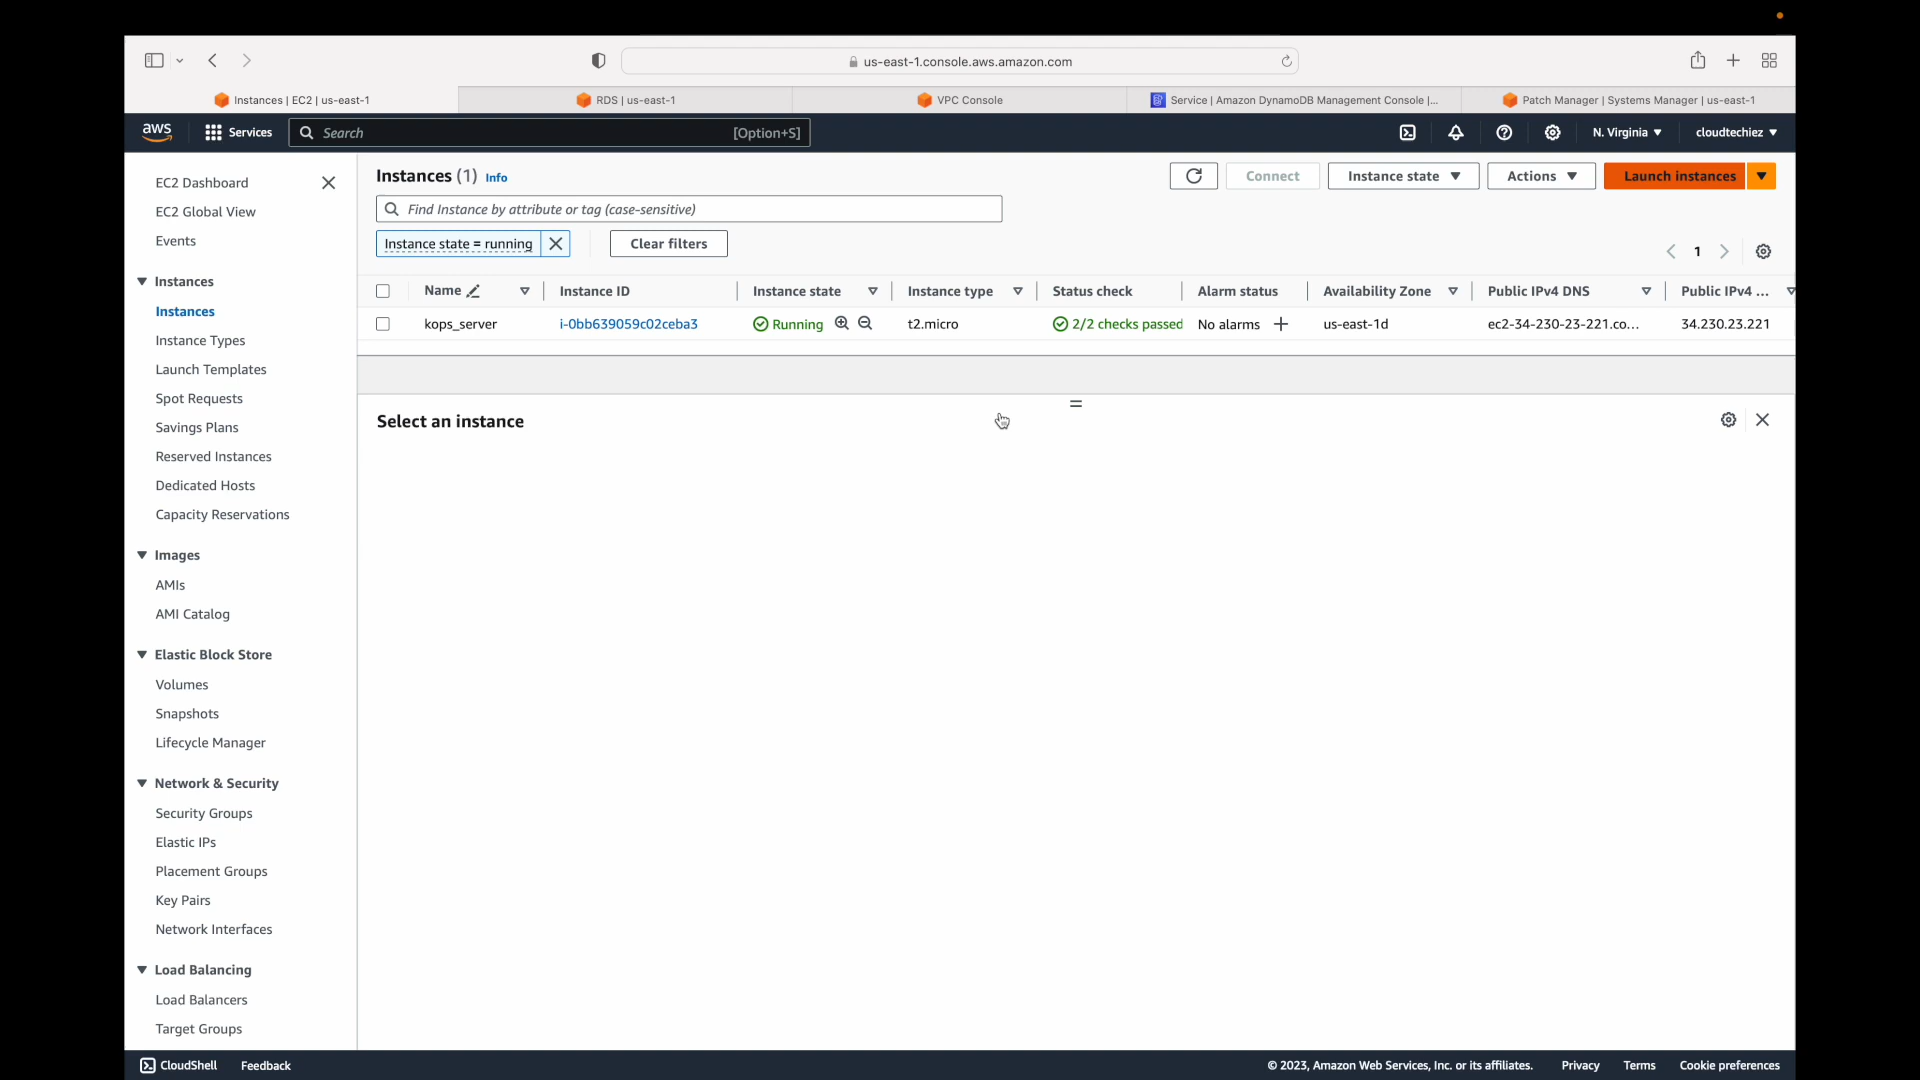 us-east-1.console.aws.amazon.com
Instances | EC2 | us-east-1
RDS | us-east-1
VPC Console
Service | Amazon DynamoDB Management Console |...
Patch Manager | Systems Manager | us-east-1
aws
Services
Search
[Option+S]
N. Virginia
cloudtechiez
EC2 Dashboard
EC2 Global View
Events
Instances
Instances
Instance Types
Launch Templates
Spot Requests
Savings Plans
Reserved Instances
Dedicated Hosts
Capacity Reservations
Images
AMIs
AMI Catalog
Elastic Block Store
Volumes
Snapshots
Lifecycle Manager
Network & Security
Security Groups
Elastic IPs
Placement Groups
Key Pairs
Network Interfaces
Load Balancing
Load Balancers
Target Groups
Instances (1) Info
Connect
Instance state
Actions
Launch instances
Find Instance by attribute or tag (case-sensitive)
Instance state = running
Clear filters
1
Name Instance ID Instance state Instance type Status check Alarm status Availability Zone Public IPv4 DNS Public IPv4 ...
kops_server i-0bb639059c02ceba3 Running t2.micro 2/2 checks passed No alarms us-east-1d ec2-34-230-23-221.co... 34.230.23.221
Select an instance
CloudShell
Feedback
© 2023, Amazon Web Services, Inc. or its affiliates.
Privacy
Terms
Cookie preferences